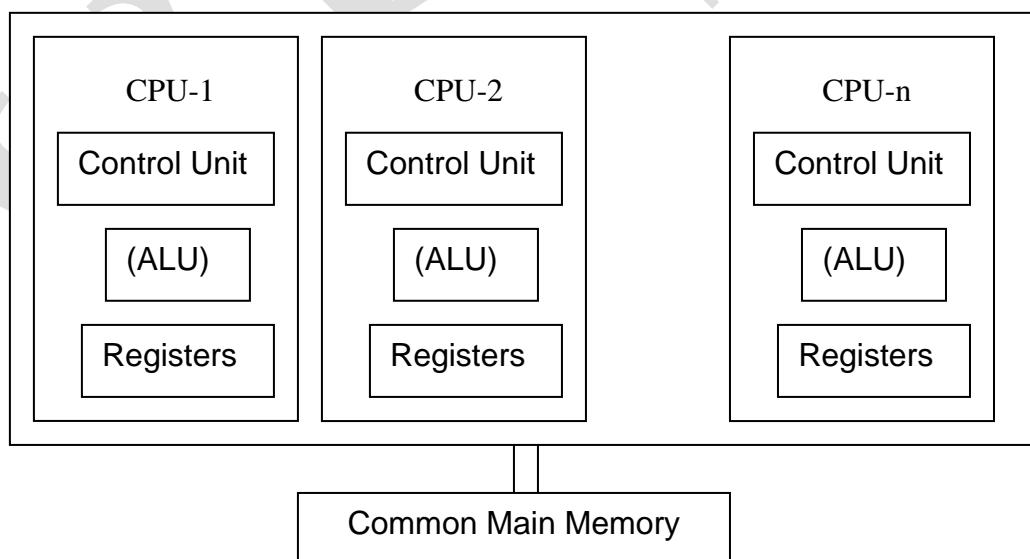 CPU-1
Control Unit
(ALU)
Registers
CPU-2
Control Unit
(ALU)
Registers
CPU-n
Control Unit
(ALU)
Registers
Common Main Memory